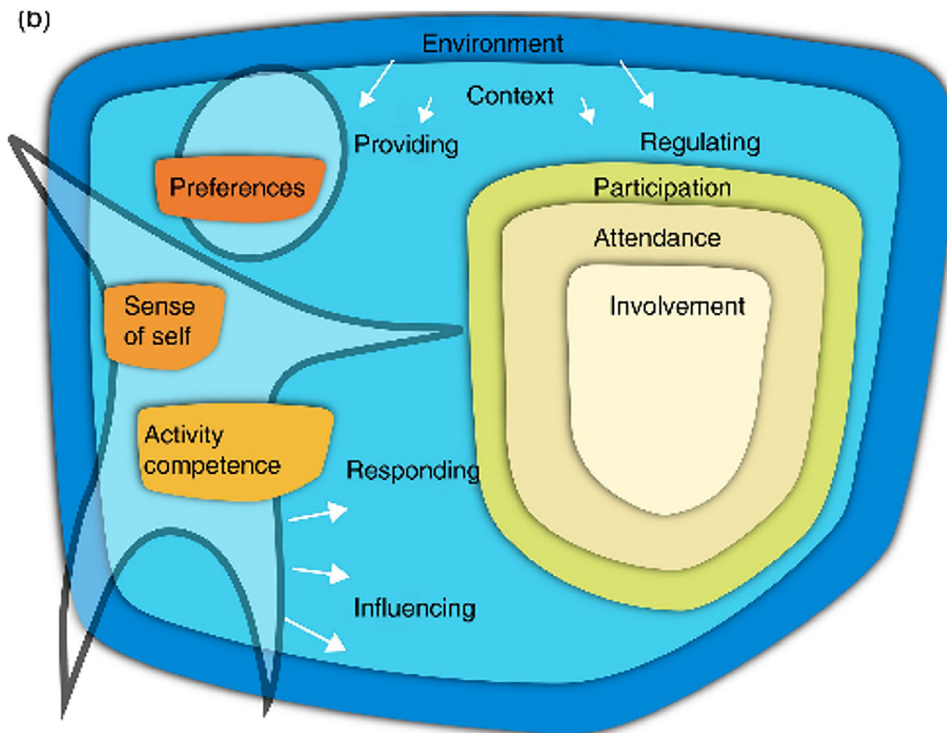 (b)
Environment
Context
Providing
Regulating
Preferences
Participation
Attendance
Sense
of self
Involvement
Activity
competence
Responding
Influencing